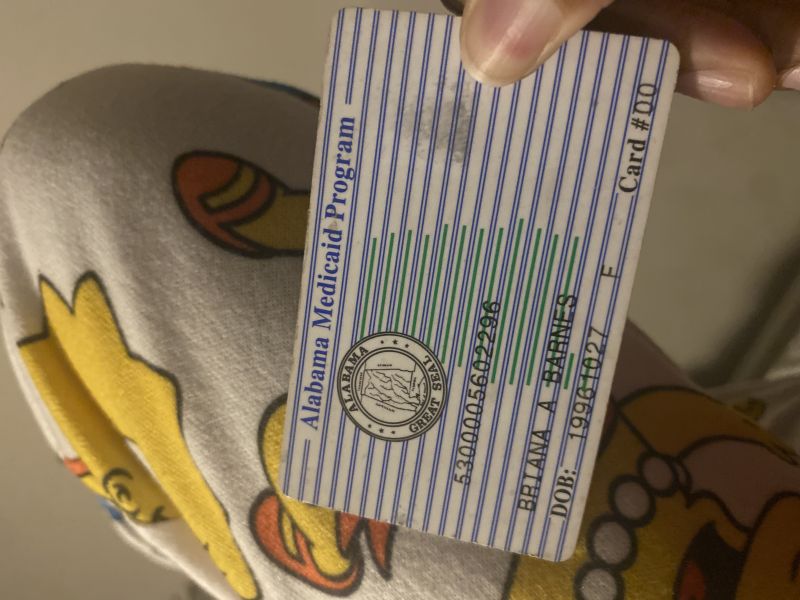 Alabama Medicaid Program
ALABAMA
GREAT SEAL
5300005602296
BRIANA A BARNES
DOB: 19961027 F
Card #00